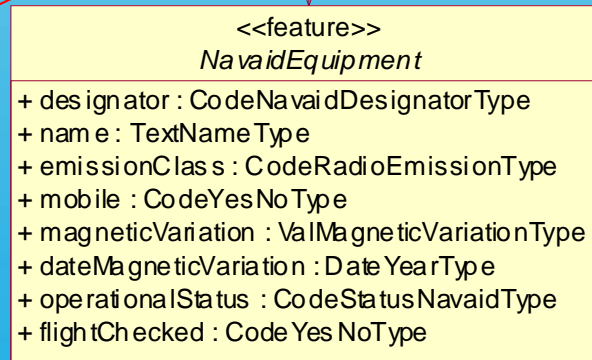 <<feature>>
NavaidEquipment
+ designator : CodeNavaidDesignatorType
+ name : TextNameType
+ emissionClass : CodeRadioEmissionType
+ mobile : CodeYesNoType
+ magneticVariation : ValMagneticVariationType
+ dateMagneticVariation : DateYearType
+ operationalStatus : CodeStatusNavaidType
+ flightChecked : CodeYesNoType